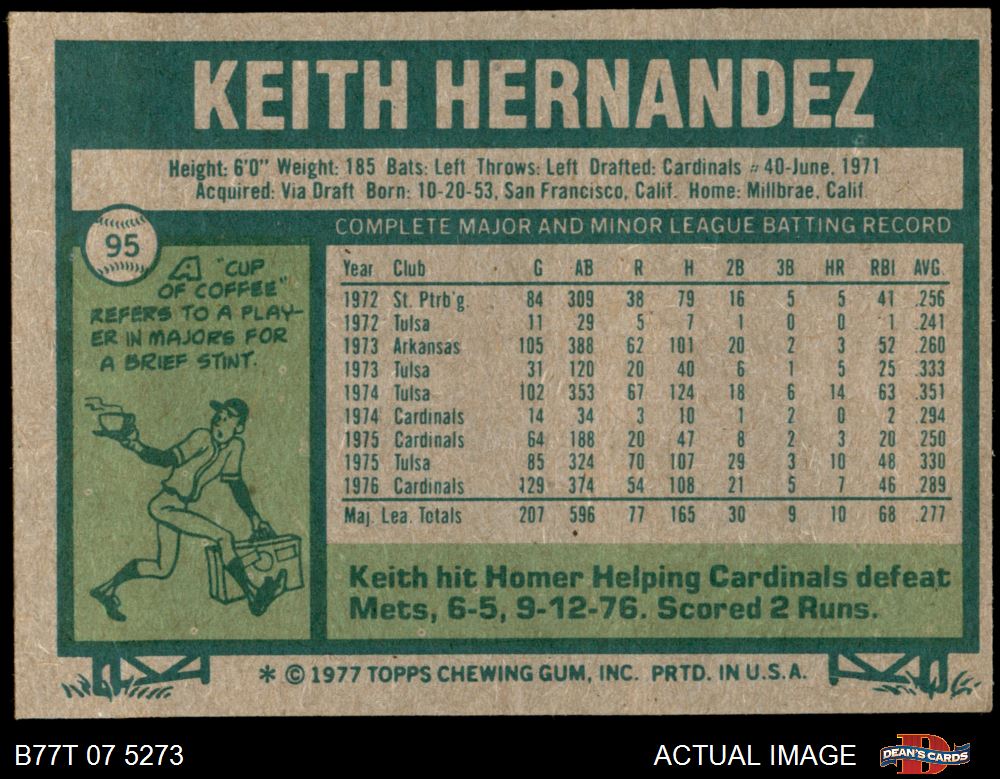 KEITH HERNANDEZ
Height: 6'0" Weight: 185 Bats: Left Throws: Left Drafted: Cardinals #40-June, 1971
Acquired: Via Draft Born: 10-20-53, San Francisco, Calif. Home: Millbrae, Calif.
95
A "CUP
OF COFFEE"
REFERS TO A PLAY-
ER IN MAJORS FOR
A BRIEF STINT.
COMPLETE MAJOR AND MINOR LEAGUE BATTING RECORD
Year Club G AB R H 2B 3B HR RBI AVG.
1972 St. Ptrb'g. 84 309 38 79 16 5 5 41 .256
1972 Tulsa 11 29 5 7 1 0 0 1 .241
1973 Arkansas 105 388 62 101 20 2 3 52 .260
1973 Tulsa 31 120 20 40 6 1 5 25 .333
1974 Tulsa 102 353 67 124 18 6 14 63 .351
1974 Cardinals 14 34 3 10 1 2 0 2 .294
1975 Cardinals 64 188 20 47 8 2 3 20 .250
1975 Tulsa 85 324 70 107 29 3 10 48 .330
1976 Cardinals 129 374 54 108 21 5 7 46 .289
Maj. Lea. Totals 207 596 77 165 30 9 10 68 .277
Keith hit Homer Helping Cardinals defeat
Mets, 6-5, 9-12-76. Scored 2 Runs.
* © 1977 TOPPS CHEWING GUM, INC. PRTD. IN U.S.A.
B77T 07 5273 ACTUAL IMAGE DEAN'S CARDS